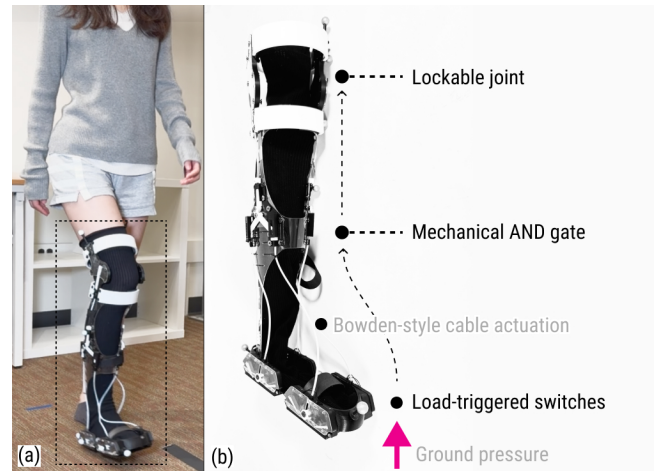 Lockable joint
Mechanical AND gate
Bowden-style cable actuation
Load-triggered switches
Ground pressure
(a)
(b)